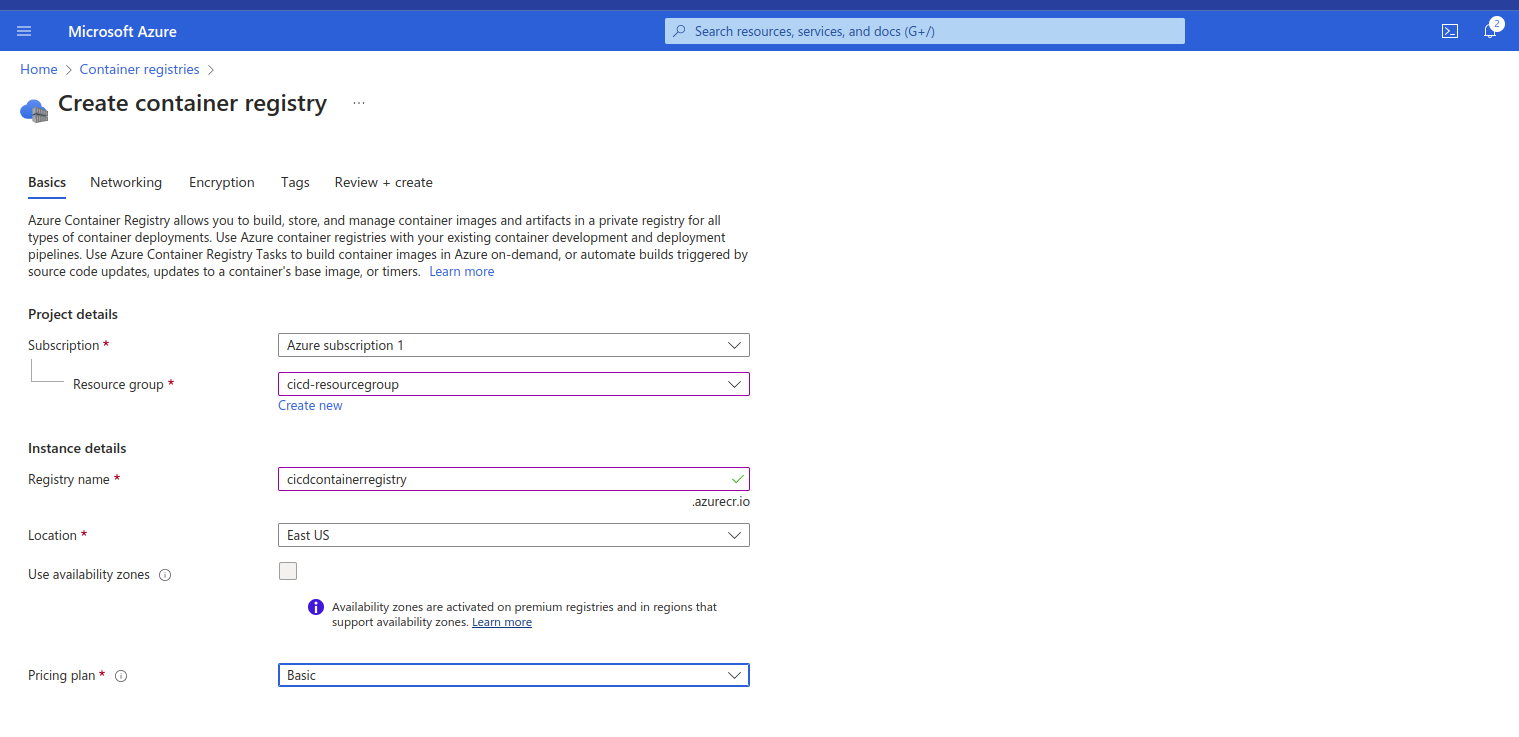 Microsoft Azure
Search resources, services, and docs (G+/)
2
Home > Container registries >
Create container registry ...
Basics Networking Encryption Tags Review + create
Azure Container Registry allows you to build, store, and manage container images and artifacts in a private registry for all
types of container deployments. Use Azure container registries with your existing container development and deployment
pipelines. Use Azure Container Registry Tasks to build container images in Azure on-demand, or automate builds triggered by
source code updates, updates to a container's base image, or timers. Learn more
Project details
Subscription * Azure subscription 1
Resource group * cicd-resourcegroup
Create new
Instance details
Registry name * cicdcontainerregistry
.azurecr.io
Location * East US
Use availability zones
Availability zones are activated on premium registries and in regions that
support availability zones. Learn more
Pricing plan * Basic